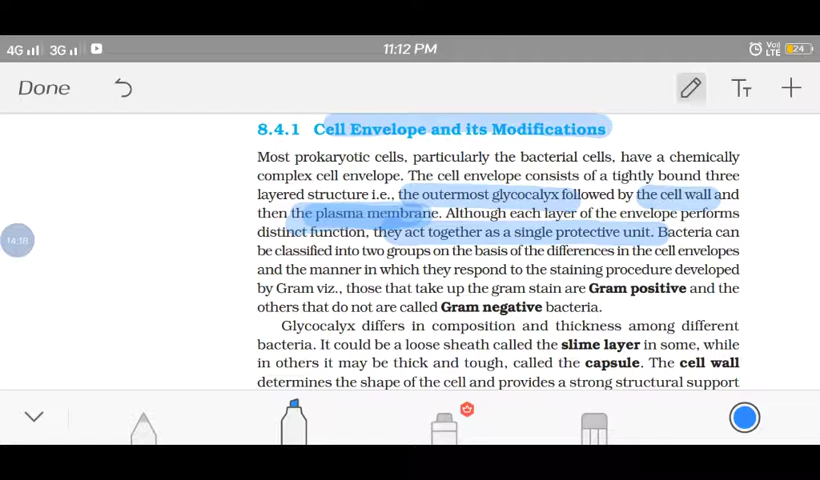 4G 3G 11:12 PM Voi) LTE 24
Done
8.4.1 Cell Envelope and its Modifications
Most prokaryotic cells, particularly the bacterial cells, have a chemically
complex cell envelope. The cell envelope consists of a tightly bound three
layered structure i.e., the outermost glycocalyx followed by the cell wall and
then the plasma membrane. Although each layer of the envelope performs
distinct function, they act together as a single protective unit. Bacteria can
be classified into two groups on the basis of the differences in the cell envelopes
and the manner in which they respond to the staining procedure developed
by Gram viz., those that take up the gram stain are Gram positive and the
others that do not are called Gram negative bacteria.
Glycocalyx differs in composition and thickness among different
bacteria. It could be a loose sheath called the slime layer in some, while
in others it may be thick and tough, called the capsule. The cell wall
determines the shape of the cell and provides a strong structural support
14:18